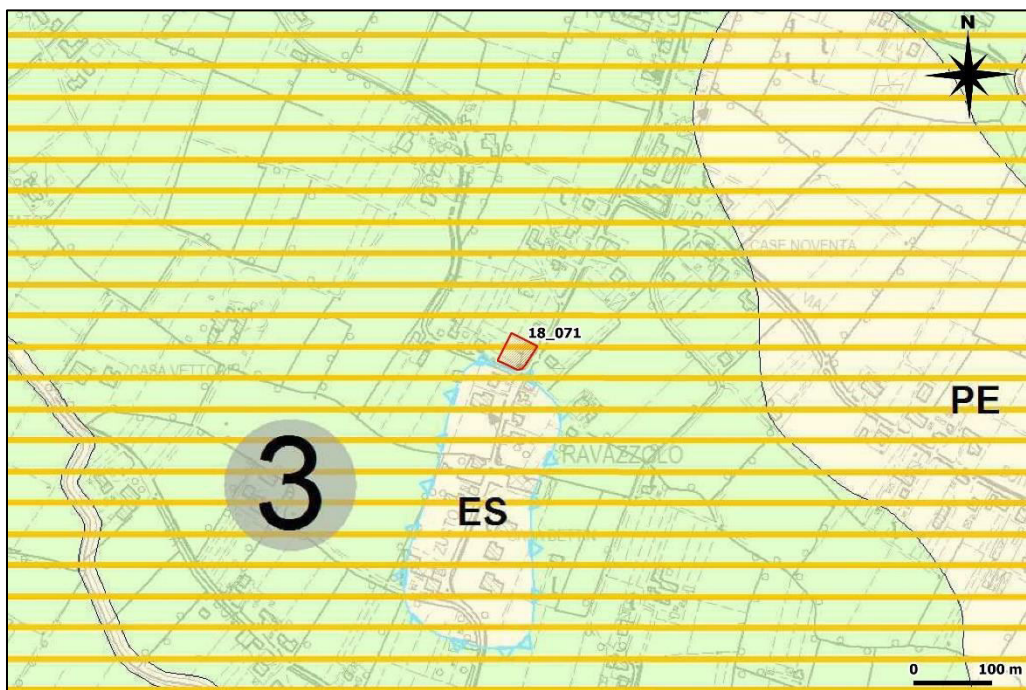 N
CASE NOVENTA
VIA
18_071
CASA VETTORI
PE
RAVAZZOLO
3
ES
0 100 m